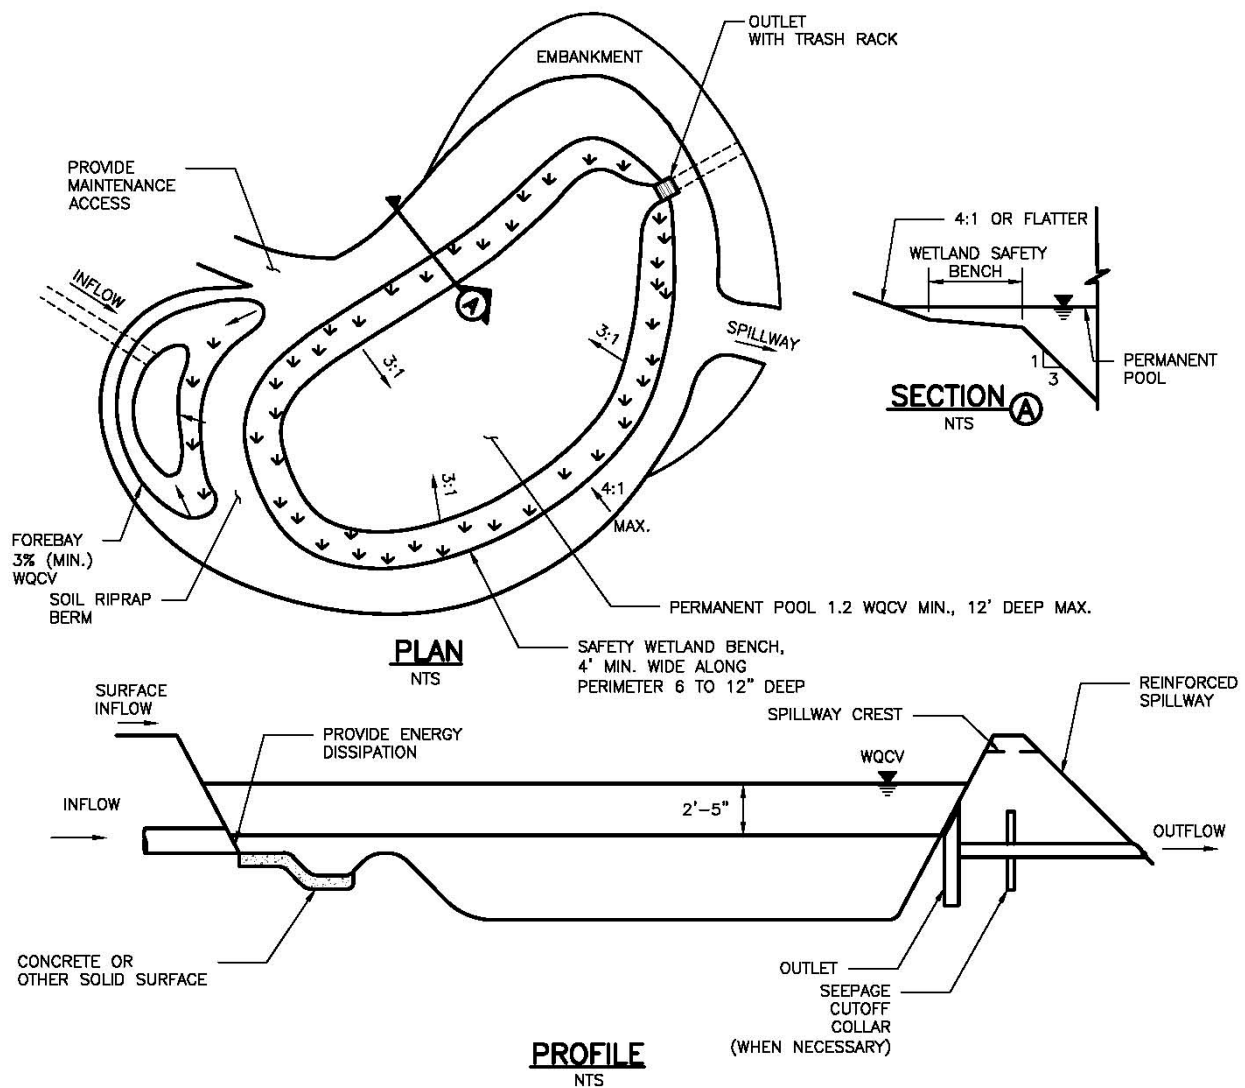 OUTLET
WITH TRASH RACK
EMBANKMENT
PROVIDE
MAINTENANCE
ACCESS
INFLOW
A
3:1
3:1
3:1
4:1
MAX.
SPILLWAY
FOREBAY
3% (MIN.)
WQCV
SOIL RIPRAP
BERM
PERMANENT POOL 1.2 WQCV MIN., 12' DEEP MAX.
SAFETY WETLAND BENCH,
4' MIN. WIDE ALONG
PERIMETER 6 TO 12" DEEP
PLAN
NTS
4:1 OR FLATTER
WETLAND SAFETY
BENCH
1
3
PERMANENT
POOL
SECTION A
NTS
SURFACE
INFLOW
PROVIDE ENERGY
DISSIPATION
INFLOW
CONCRETE OR
OTHER SOLID SURFACE
WQCV
2'-5"
SPILLWAY CREST
REINFORCED
SPILLWAY
OUTFLOW
OUTLET
SEEPAGE
CUTOFF
COLLAR
(WHEN NECESSARY)
PROFILE
NTS